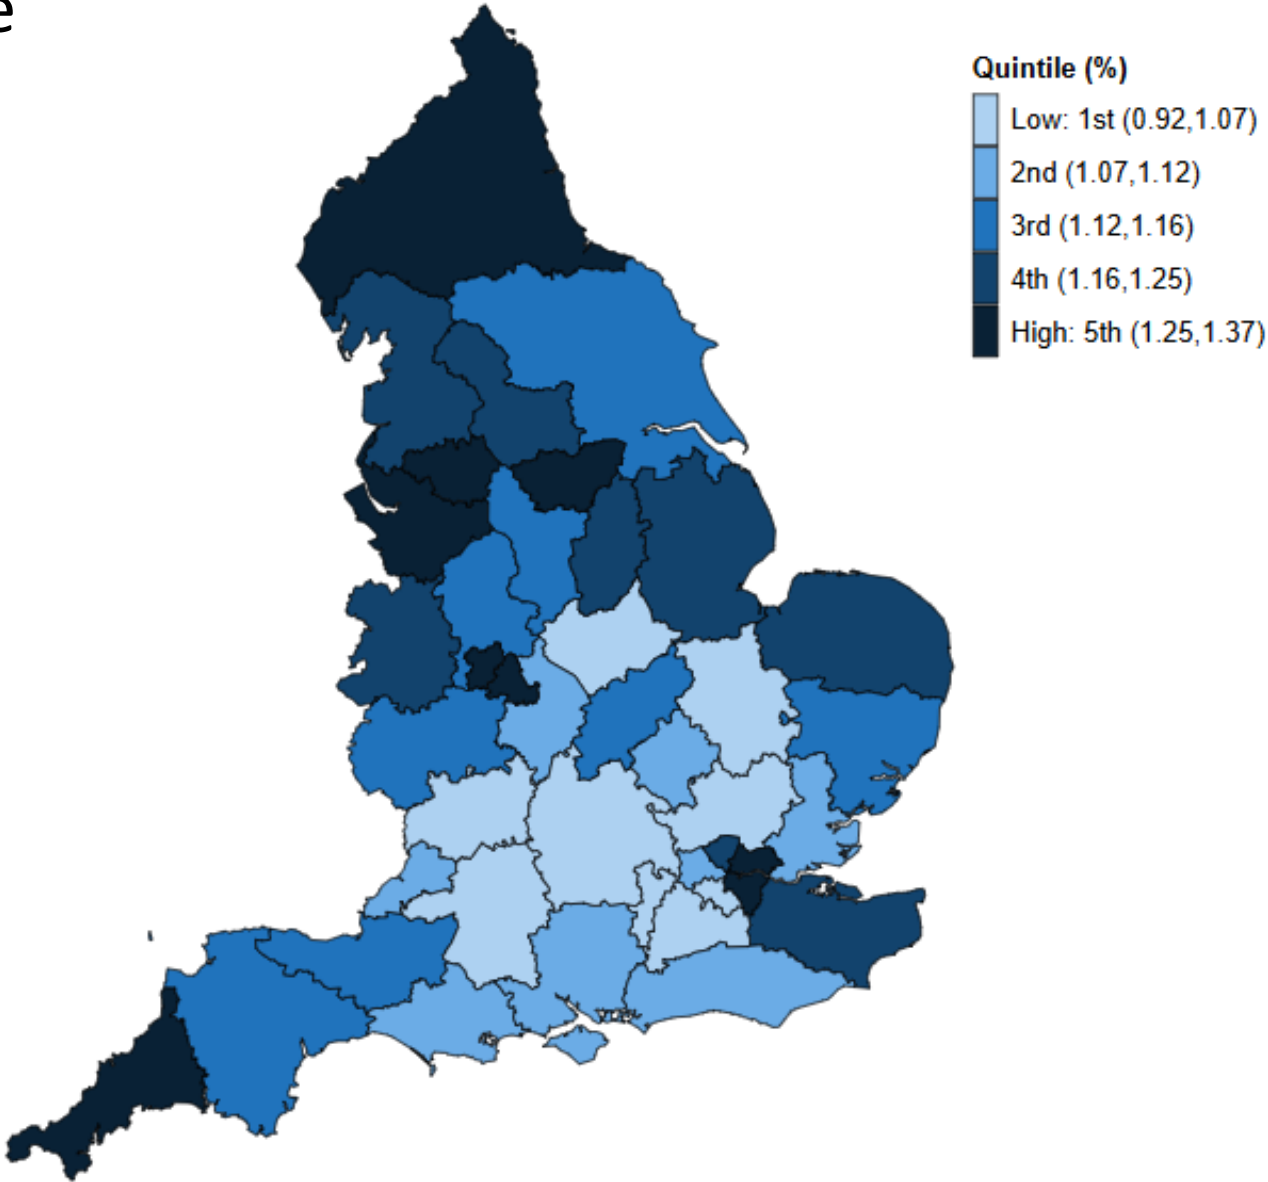 e
Quintile (%)
Low: 1st (0.92,1.07)
2nd (1.07,1.12)
3rd (1.12,1.16)
4th (1.16,1.25)
High: 5th (1.25,1.37)